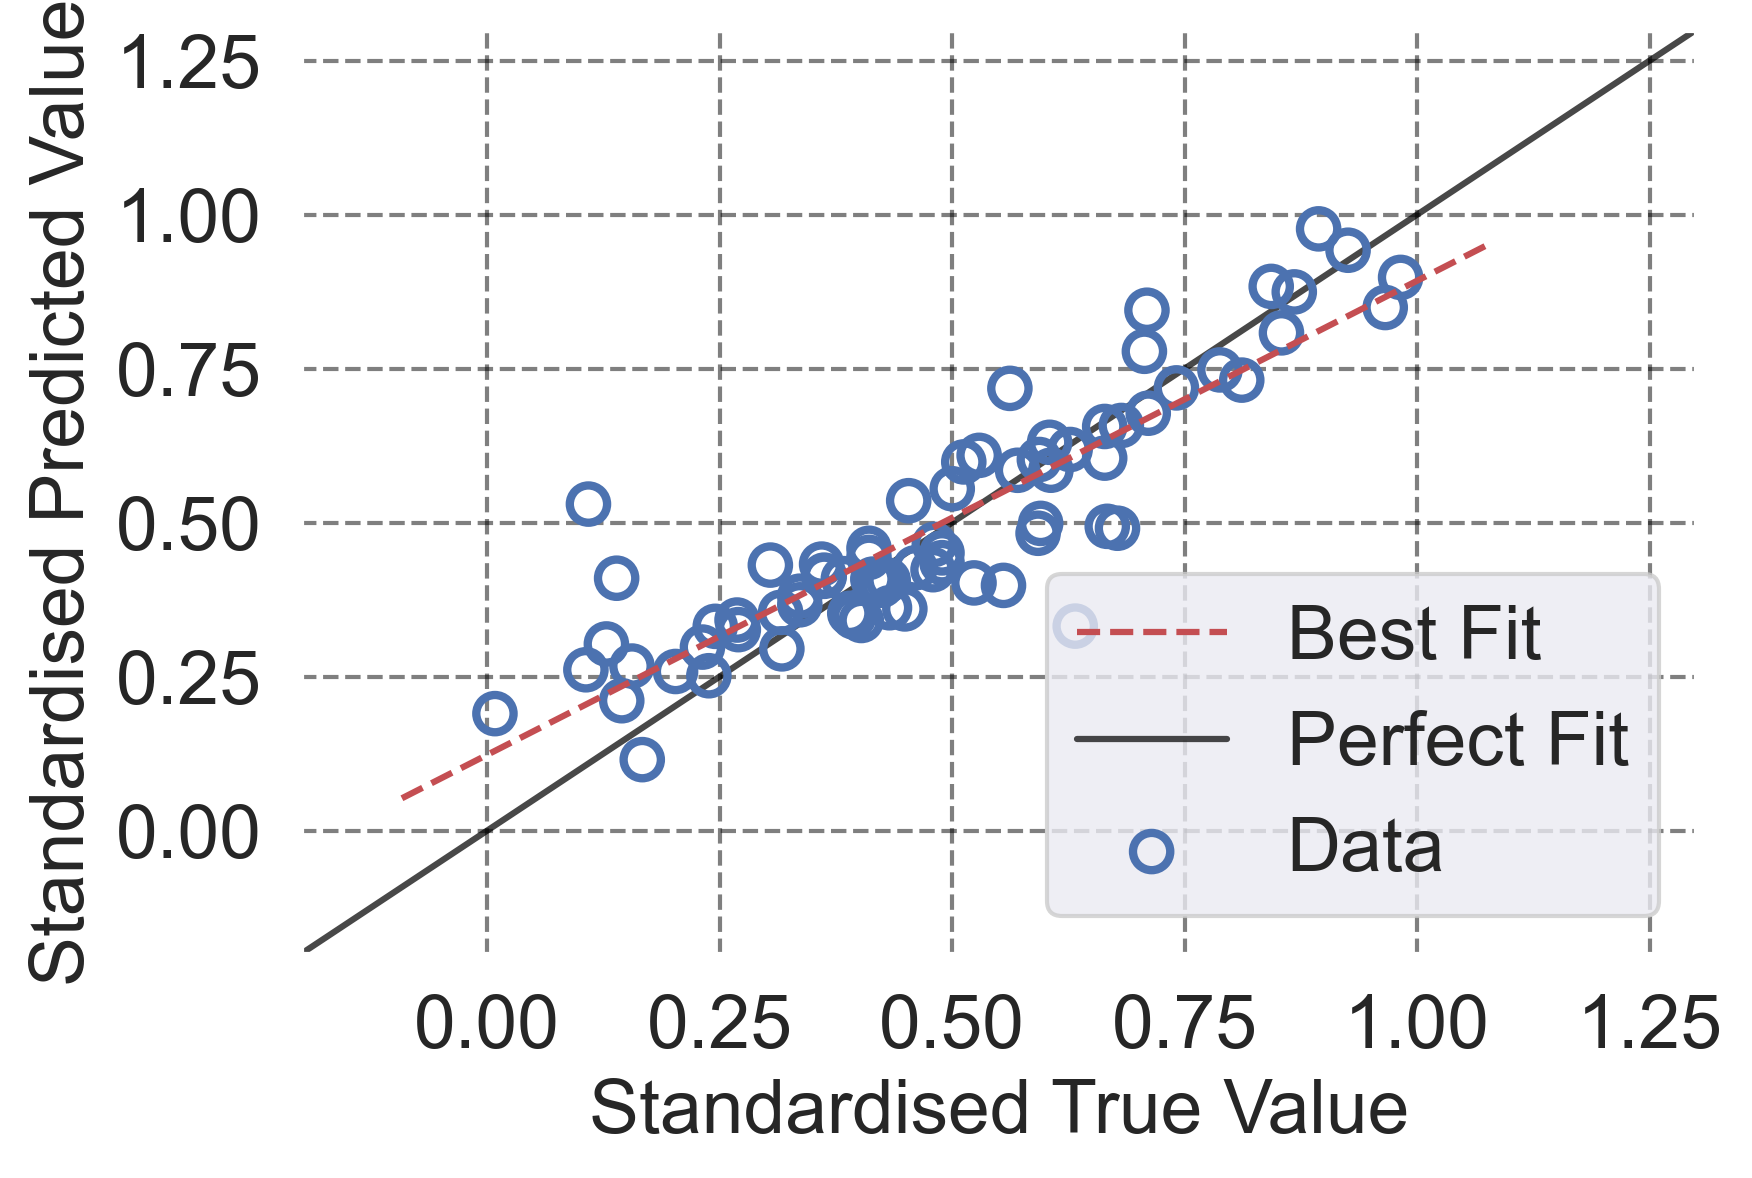 Standardised Predicted Value
1.25
1.00
0.75
0.50
0.25
0.00
Best Fit
Perfect Fit
Data
0.00 0.25 0.50 0.75 1.00 1.25
Standardised True Value